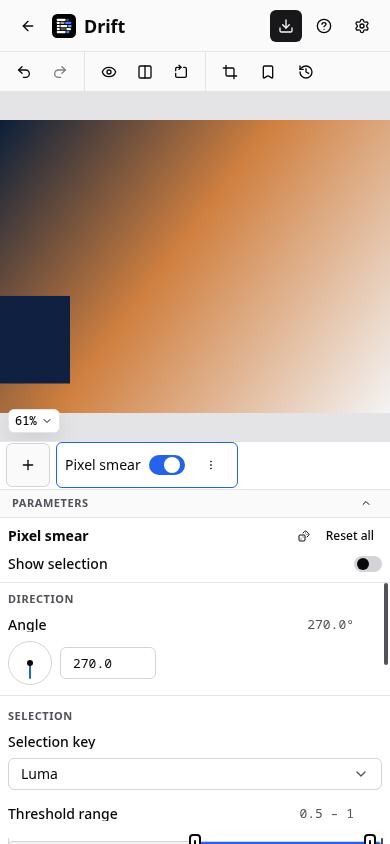 Drift
61%
Pixel smear
PARAMETERS
Pixel smear
Reset all
Show selection
DIRECTION
Angle
270.0°
270.0
SELECTION
Selection key
Luma
Threshold range
0.5 – 1